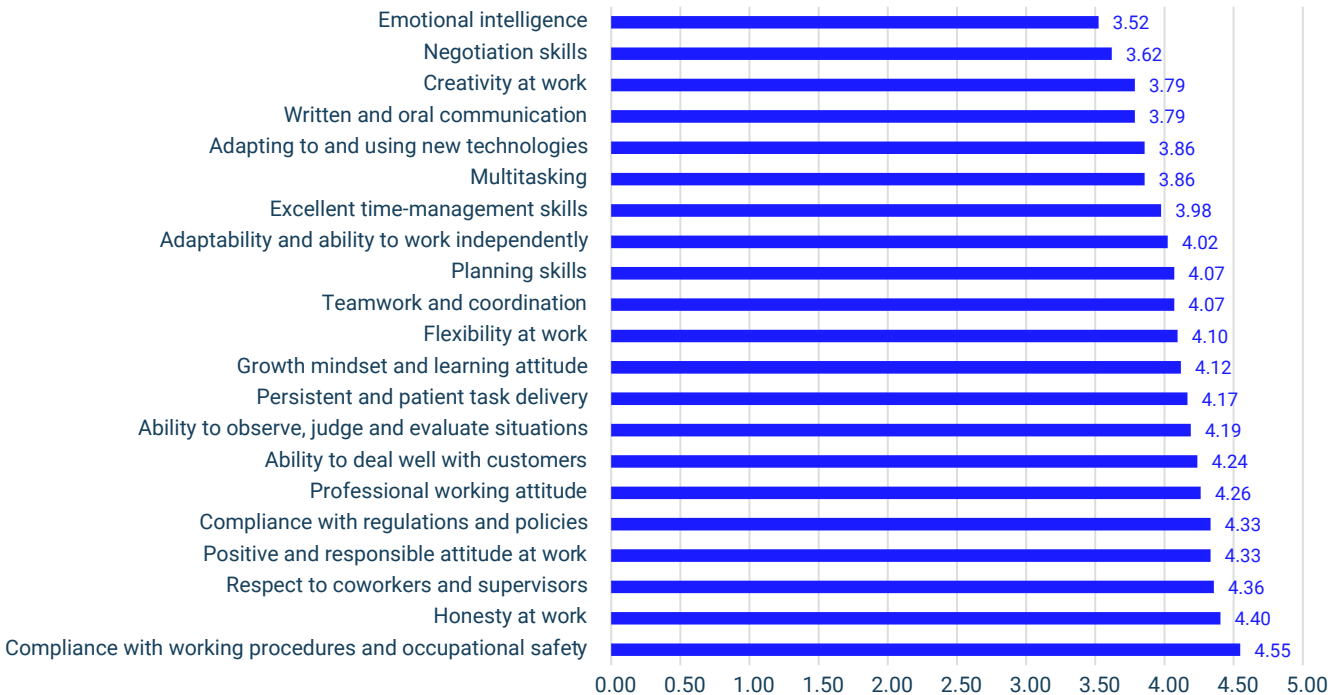 Emotional intelligence 3.52
Negotiation skills 3.62
Creativity at work 3.79
Written and oral communication 3.79
Adapting to and using new technologies 3.86
Multitasking 3.86
Excellent time-management skills 3.98
Adaptability and ability to work independently 4.02
Planning skills 4.07
Teamwork and coordination 4.07
Flexibility at work 4.10
Growth mindset and learning attitude 4.12
Persistent and patient task delivery 4.17
Ability to observe, judge and evaluate situations 4.19
Ability to deal well with customers 4.24
Professional working attitude 4.26
Compliance with regulations and policies 4.33
Positive and responsible attitude at work 4.33
Respect to coworkers and supervisors 4.36
Honesty at work 4.40
Compliance with working procedures and occupational safety 4.55
0.00 0.50 1.00 1.50 2.00 2.50 3.00 3.50 4.00 4.50 5.00